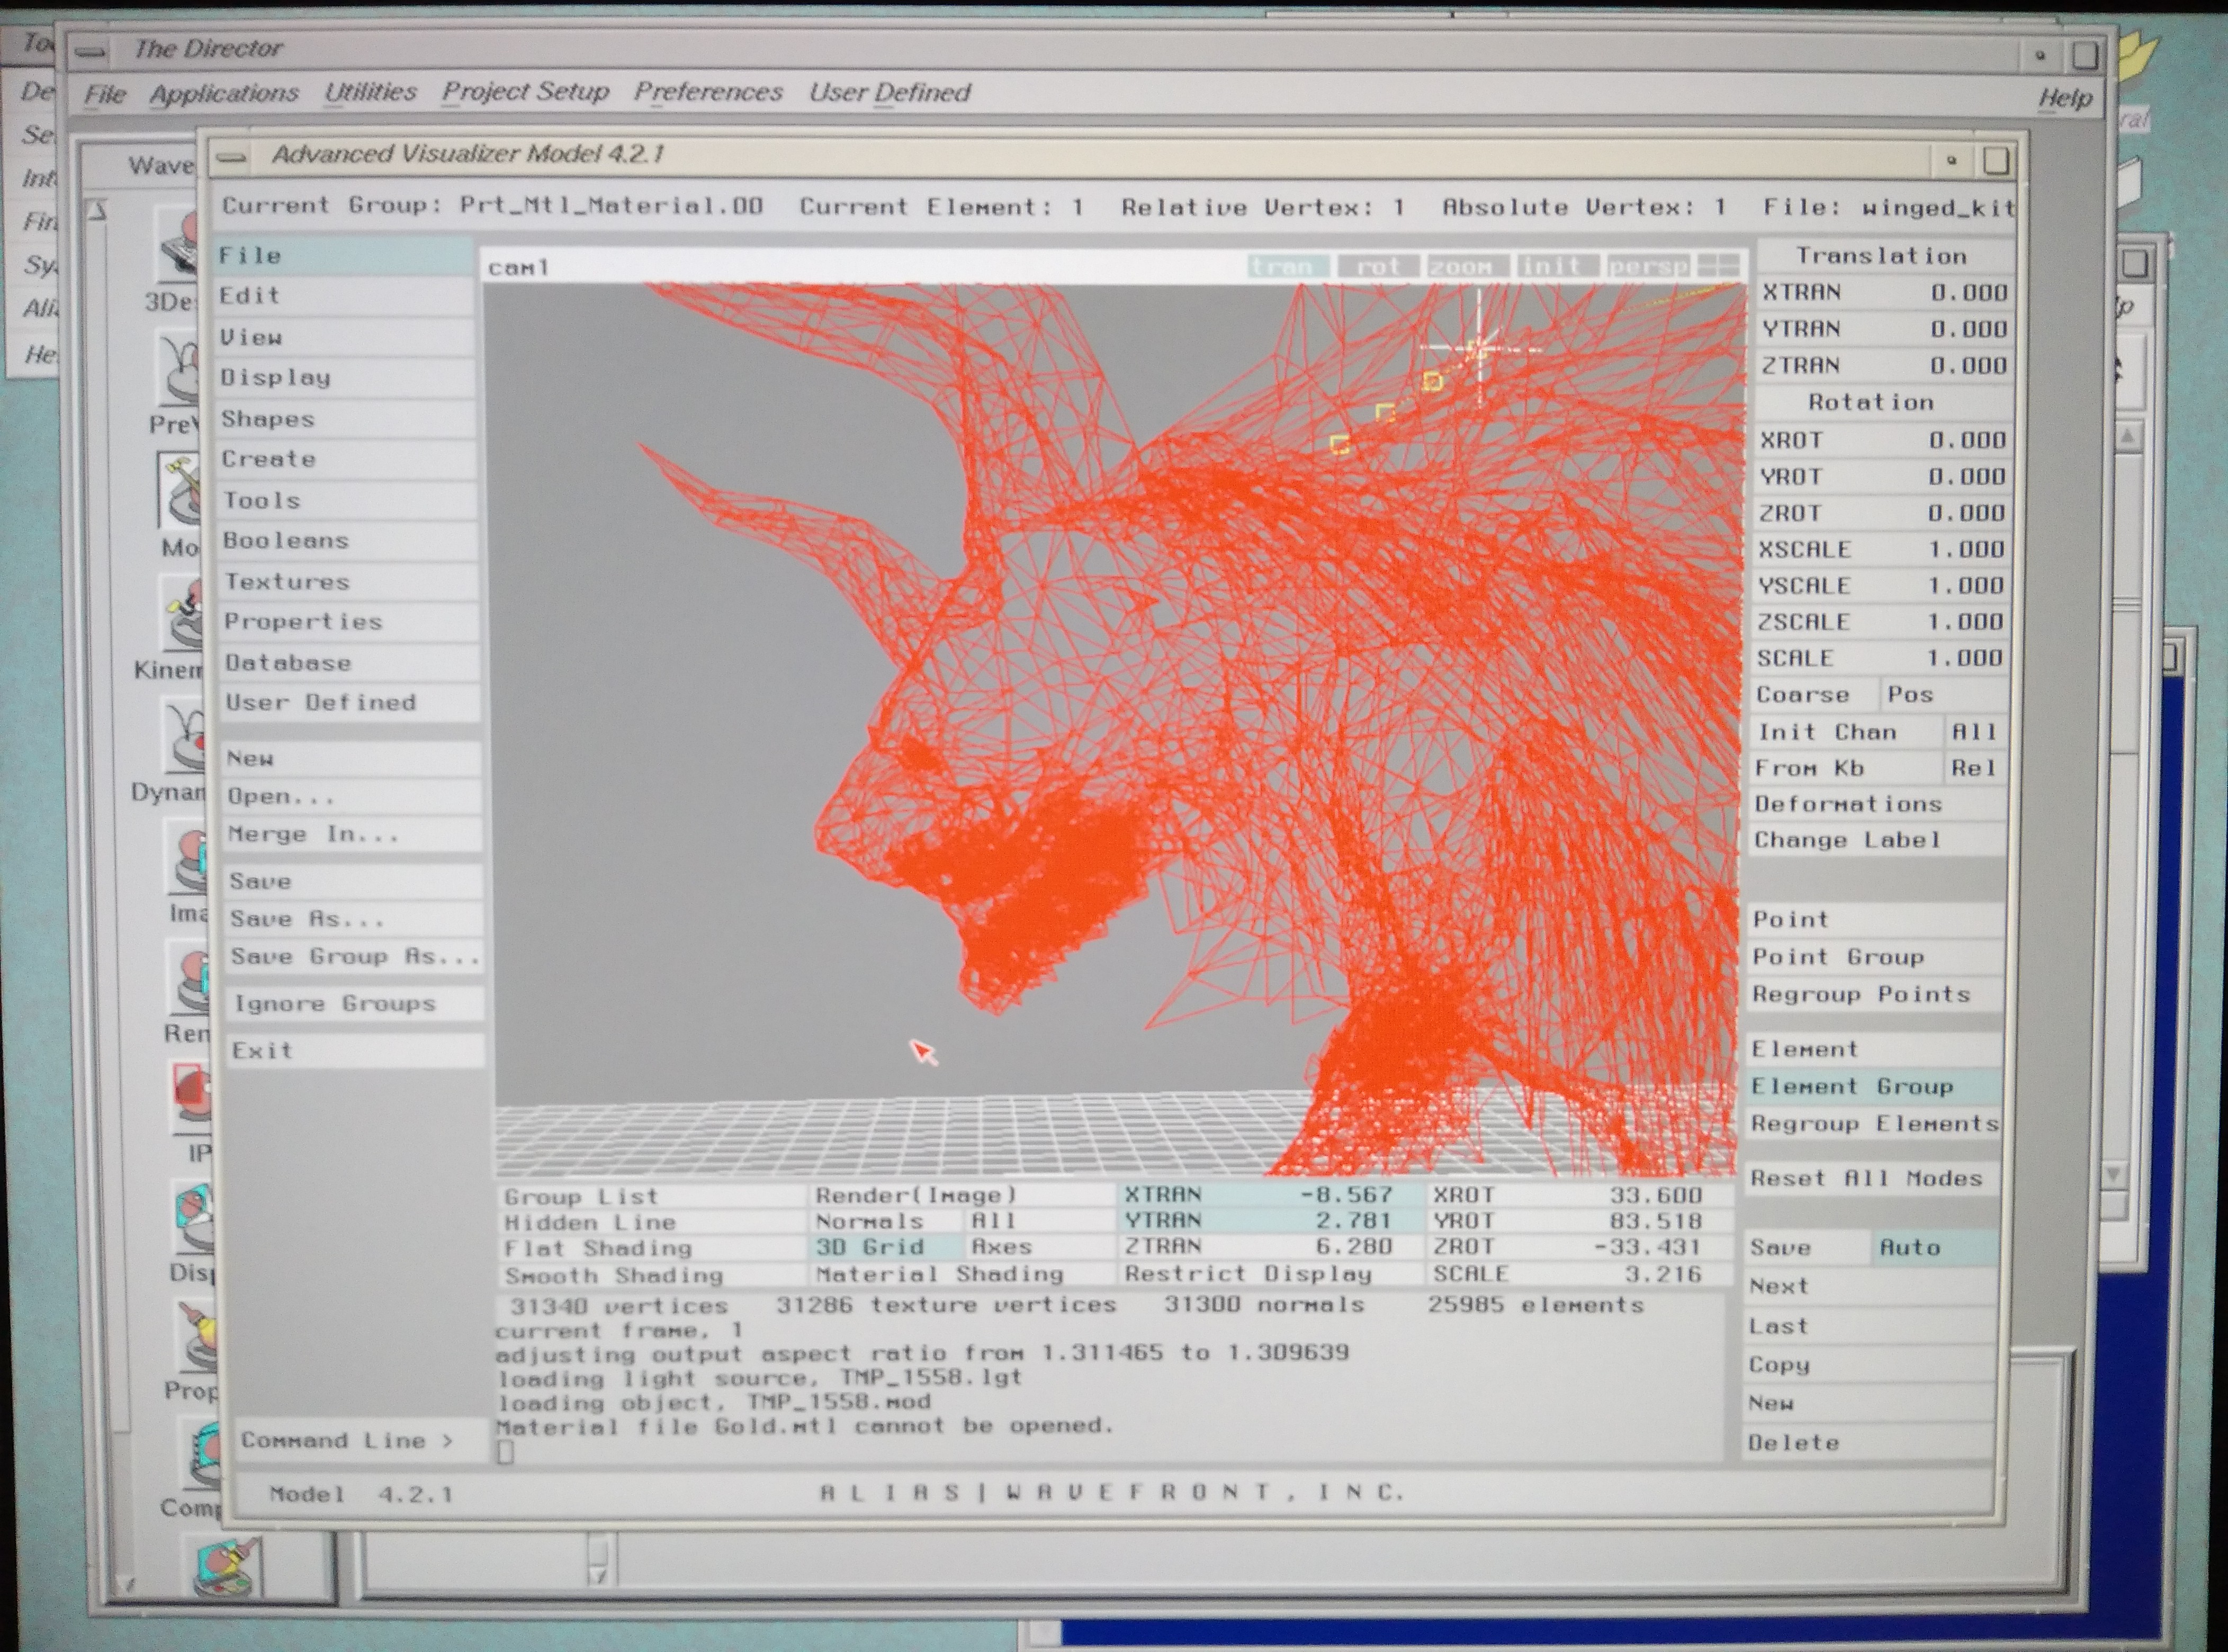 The Director
File Applications Utilities Project Setup Preferences User Defined Help
Advanced Visualizer Model 4.2.1
Current Group: Prt_Mtl_Material.00 Current Element: 1 Relative Vertex: 1 Absolute Vertex: 1 File: winged_kit
File
Edit
View
Display
Shapes
Create
Tools
Booleans
Textures
Properties
Database
User Defined
New
Open...
Merge In...
Save
Save As...
Save Group As...
Ignore Groups
Exit
cam1 tran rot zoom init persp
Translation
XTRAN 0.000
YTRAN 0.000
ZTRAN 0.000
Rotation
XROT 0.000
YROT 0.000
ZROT 0.000
XSCALE 1.000
YSCALE 1.000
ZSCALE 1.000
SCALE 1.000
Coarse Pos
Init Chan All
From Kb Rel
Deformations
Change Label
Point
Point Group
Regroup Points
Element
Element Group
Regroup Elements
Reset All Modes
Save Auto
Next
Last
Copy
New
Delete
Group List Render(Image) XTRAN -8.567 XROT 33.600
Hidden Line Normals All YTRAN 2.781 YROT 83.518
Flat Shading 3D Grid Axes ZTRAN 6.280 ZROT -33.431
Smooth Shading Material Shading Restrict Display SCALE 3.216
31340 vertices 31286 texture vertices 31300 normals 25985 elements
current frame, 1
adjusting output aspect ratio from 1.311465 to 1.309639
loading light source, TMP_1558.lgt
loading object, TMP_1558.mod
Material file Gold.mtl cannot be opened.
Command Line >
Model 4.2.1 ALIAS|WAVEFRONT, INC.
Wave
3De
Pre
Mo
Kinem
Dynam
Ima
Ren
IP
Disp
Prop
Comp
Too
De
Se
Int
Fin
Sy
Ali
He